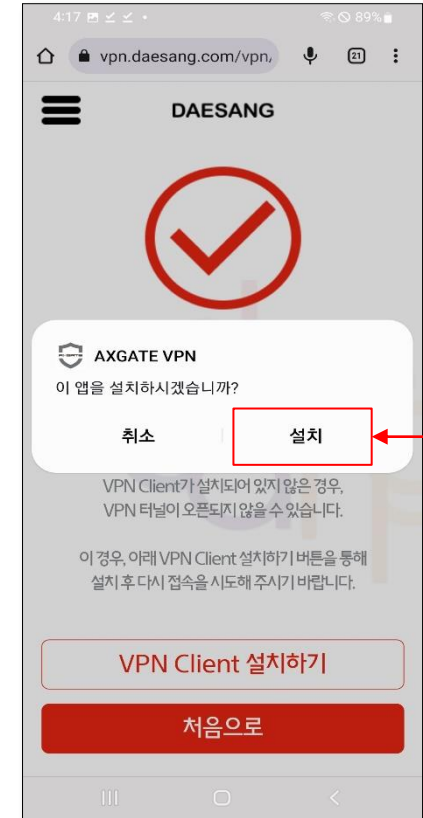 4:17
89%
vpn.daesang.com/vpn/
21
DAESANG
AXGATE VPN
이 앱을 설치하시겠습니까?
취소
설치
VPN Client가 설치되어 있지 않은 경우,
VPN 터널이 오픈되지 않을 수 있습니다.
이 경우, 아래 VPN Client 설치하기 버튼을 통해
설치 후 다시 접속을 시도해 주시기 바랍니다.
VPN Client 설치하기
처음으로